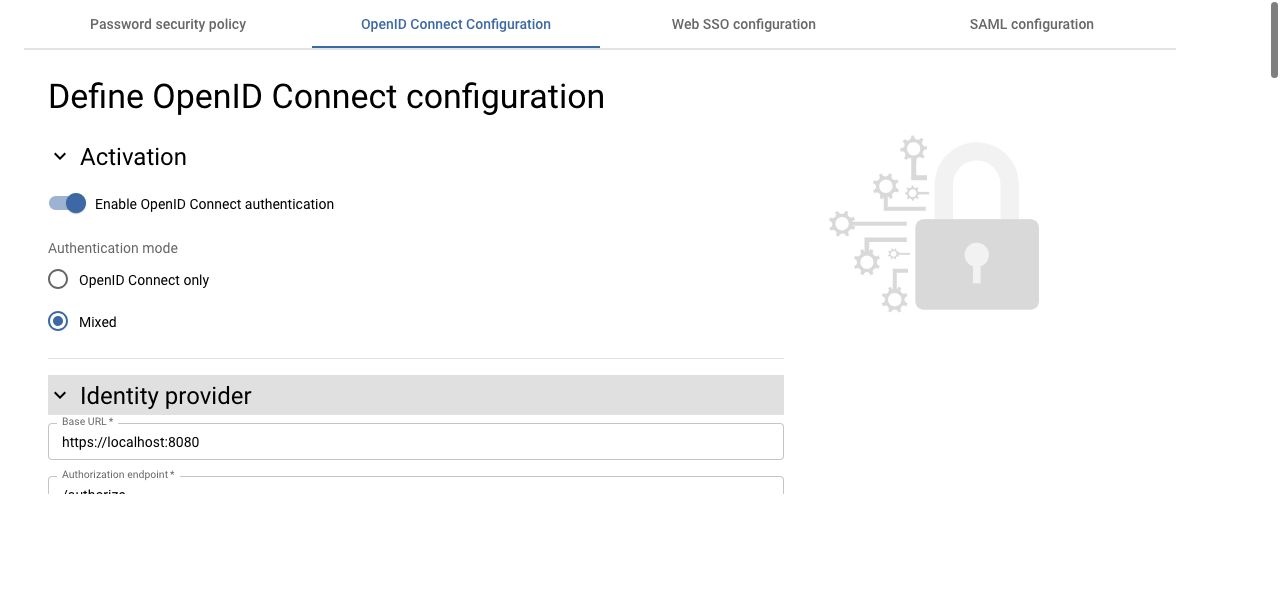 Password security policy
OpenID Connect Configuration
Web SSO configuration
SAML configuration
Define OpenID Connect configuration
Activation
Enable OpenID Connect authentication
Authentication mode
OpenID Connect only
Mixed
Identity provider
Base URL *
https://localhost:8080
Authorization endpoint *
/authorize